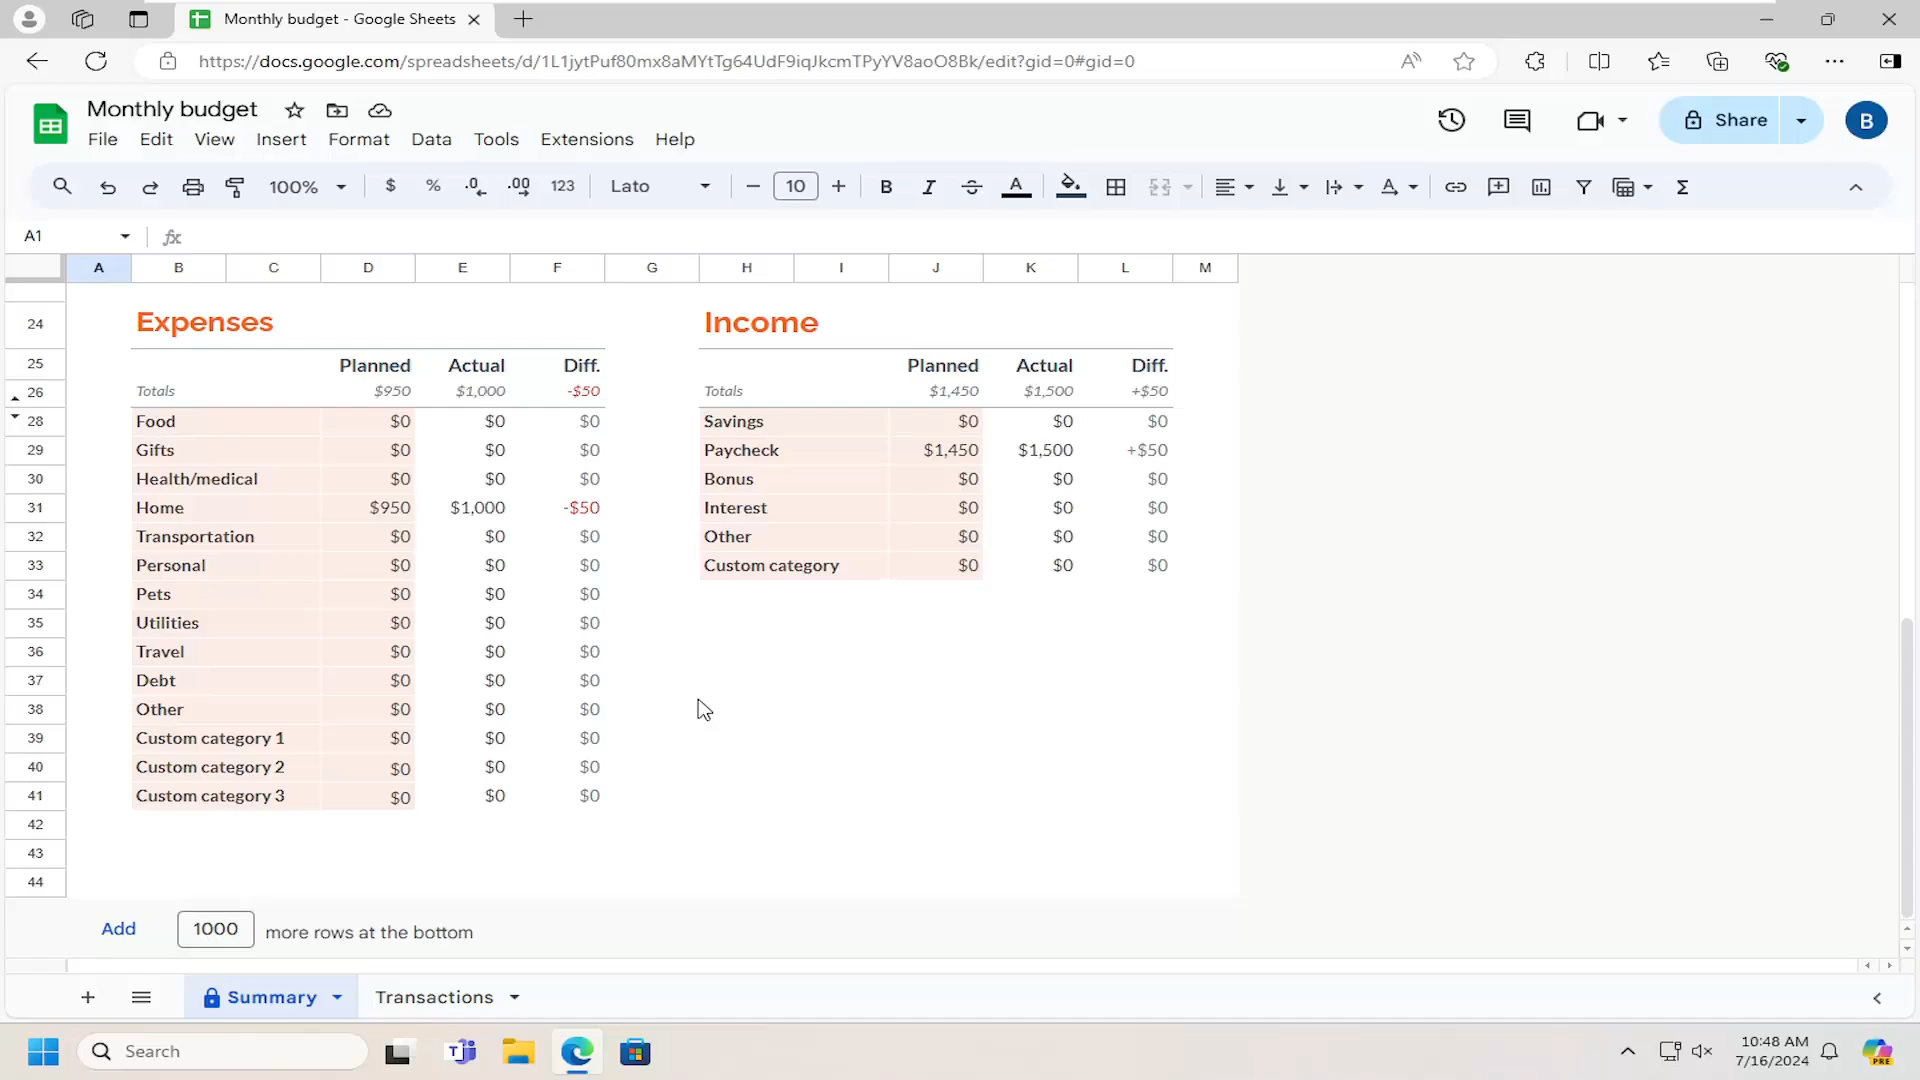 Monthly budget - Google Sheets
https://docs.google.com/spreadsheets/d/1L1jytPuf80mx8aMYtTg64UdF9iqJkcmTPyYV8aoO8Bk/edit?gid=0#gid=0
Monthly budget
File Edit View Insert Format Data Tools Extensions Help
Share
B
100% $ % .0 .00 123 Lato 10 B I A
A1 fx
A B C D E F G H I J K L M
24 Expenses Income
25 Planned Actual Diff. Planned Actual Diff.
26 Totals $950 $1,000 -$50 Totals $1,450 $1,500 +$50
28 Food $0 $0 $0 Savings $0 $0 $0
29 Gifts $0 $0 $0 Paycheck $1,450 $1,500 +$50
30 Health/medical $0 $0 $0 Bonus $0 $0 $0
31 Home $950 $1,000 -$50 Interest $0 $0 $0
32 Transportation $0 $0 $0 Other $0 $0 $0
33 Personal $0 $0 $0 Custom category $0 $0 $0
34 Pets $0 $0 $0
35 Utilities $0 $0 $0
36 Travel $0 $0 $0
37 Debt $0 $0 $0
38 Other $0 $0 $0
39 Custom category 1 $0 $0 $0
40 Custom category 2 $0 $0 $0
41 Custom category 3 $0 $0 $0
42
43
44
Add 1000 more rows at the bottom
Summary Transactions
Search
10:48 AM
7/16/2024
PRE